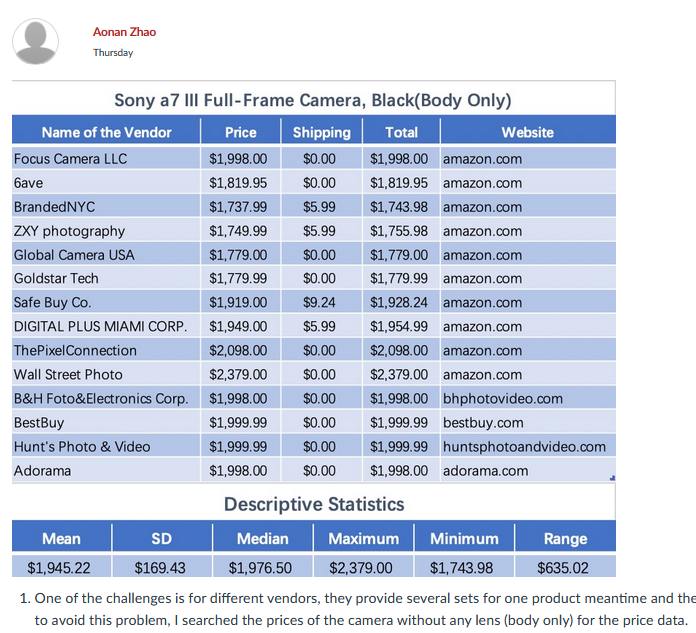 Aonan Zhao
Thursday
Sony a7 III Full-Frame Camera, Black(Body Only)
Name of the Vendor Price Shipping Total Website
Focus Camera LLC $1,998.00 $0.00 $1,998.00 amazon.com
6ave $1,819.95 $0.00 $1,819.95 amazon.com
BrandedNYC $1,737.99 $5.99 $1,743.98 amazon.com
ZXY photography $1,749.99 $5.99 $1,755.98 amazon.com
Global Camera USA $1,779.00 $0.00 $1,779.00 amazon.com
Goldstar Tech $1,779.99 $0.00 $1,779.99 amazon.com
Safe Buy Co. $1,919.00 $9.24 $1,928.24 amazon.com
DIGITAL PLUS MIAMI CORP. $1,949.00 $5.99 $1,954.99 amazon.com
ThePixelConnection $2,098.00 $0.00 $2,098.00 amazon.com
Wall Street Photo $2,379.00 $0.00 $2,379.00 amazon.com
B&H Foto&Electronics Corp. $1,998.00 $0.00 $1,998.00 bhphotovideo.com
BestBuy $1,999.99 $0.00 $1,999.99 bestbuy.com
Hunt's Photo & Video $1,999.99 $0.00 $1,999.99 huntsphotoandvideo.com
Adorama $1,998.00 $0.00 $1,998.00 adorama.com
Descriptive Statistics
Mean SD Median Maximum Minimum Range
$1,945.22 $169.43 $1,976.50 $2,379.00 $1,743.98 $635.02
1. One of the challenges is for different vendors, they provide several sets for one product meantime and the
to avoid this problem, I searched the prices of the camera without any lens (body only) for the price data.